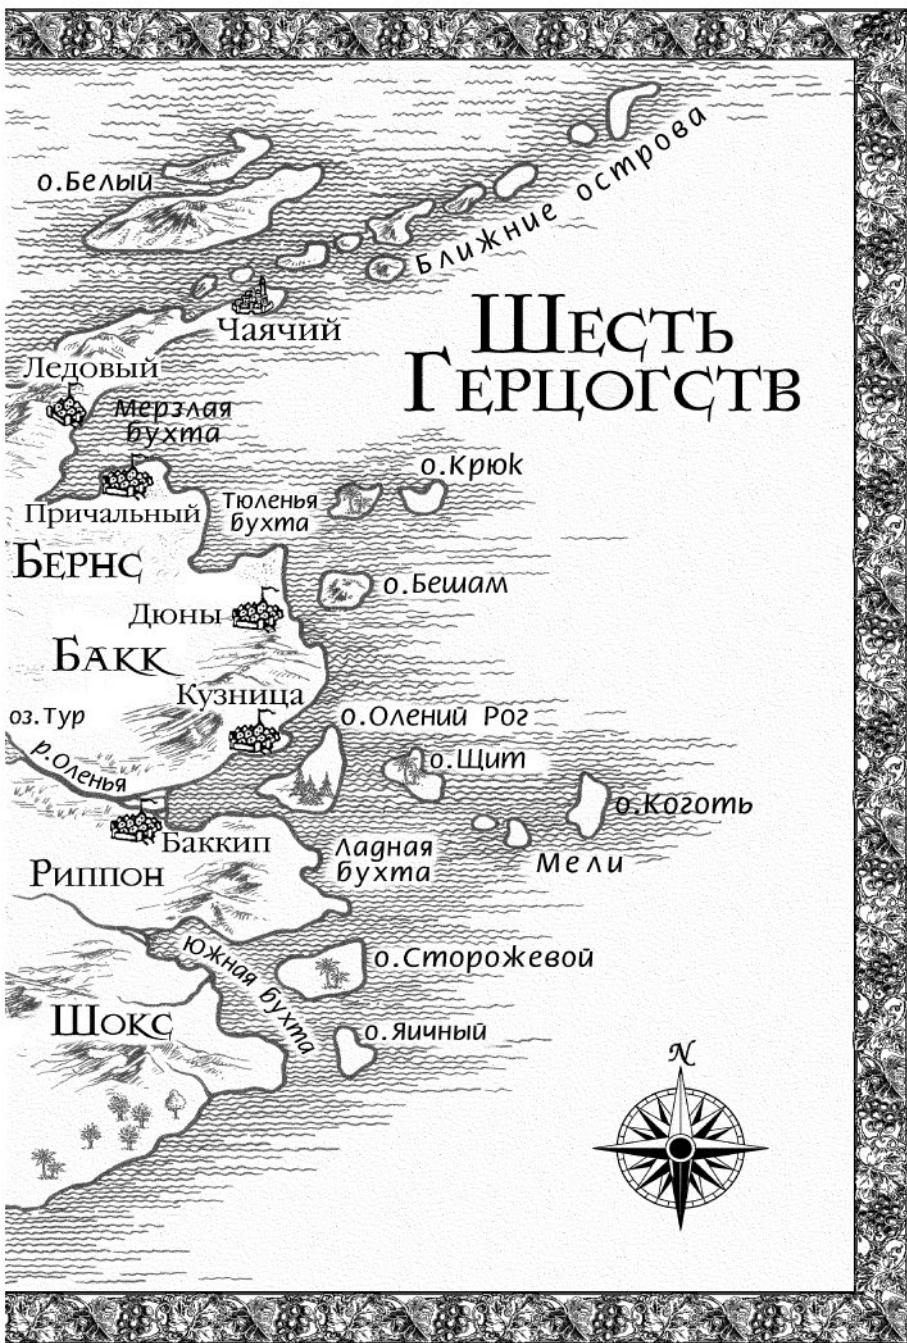 о.Белый
Ближние острова
Чаячий
Шесть
Герцогств
Ледовый
Мерзлая
бухта
о.Крюк
Тюленья
бухта
Причальный
Бернс
о.Бешам
Дюны
Бакк
Кузница
оз.Тур
о.Олений Рог
р.Оленья
о.Щит
о.Коготь
Баккип
Ладная
бухта
Мели
Риппон
Южная бухта
о.Сторожевой
Шокс
о.Яичный
N